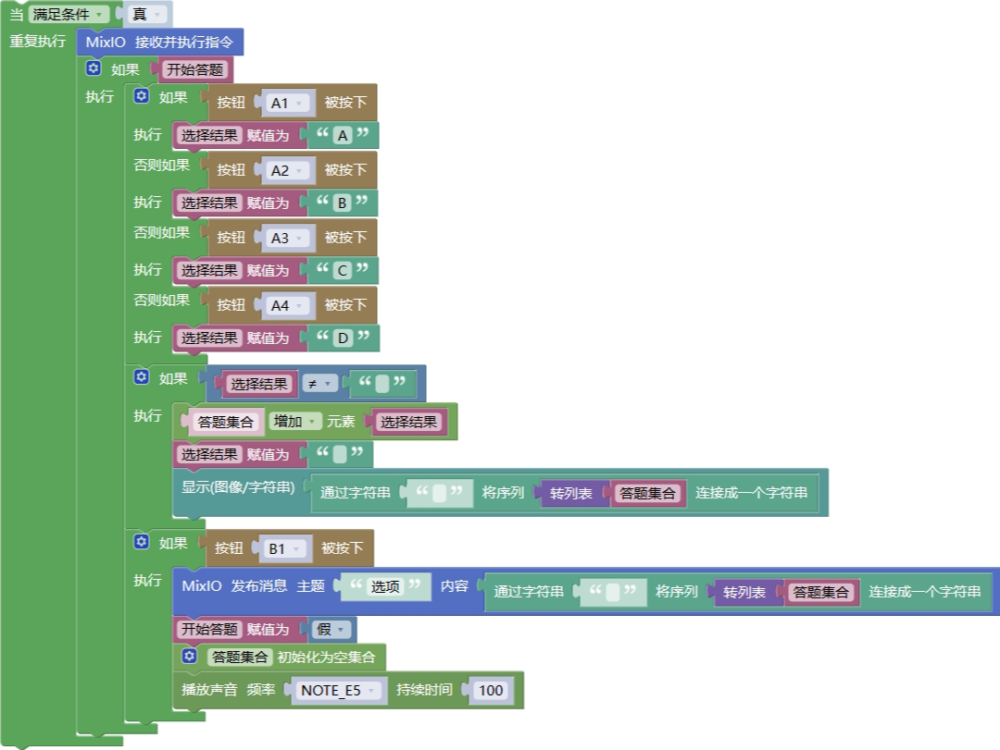 当 满足条件 真
重复执行 MixIO 接收并执行指令
如果 开始答题
执行 如果 按钮 A1 被按下
执行 选择结果 赋值为 “ A ”
否则如果 按钮 A2 被按下
执行 选择结果 赋值为 “ B ”
否则如果 按钮 A3 被按下
执行 选择结果 赋值为 “ C ”
否则如果 按钮 A4 被按下
执行 选择结果 赋值为 “ D ”
如果 选择结果 ≠ “ ”
执行 答题集合 增加 元素 选择结果
选择结果 赋值为 “ ”
显示(图像/字符串) 通过字符串 “ ” 将序列 转列表 答题集合 连接成一个字符串
如果 按钮 B1 被按下
执行 MixIO 发布消息 主题 “ 选项 ” 内容 通过字符串 “ ” 将序列 转列表 答题集合 连接成一个字符串
开始答题 赋值为 假
答题集合 初始化为空集合
播放声音 频率 NOTE_E5 持续时间 100